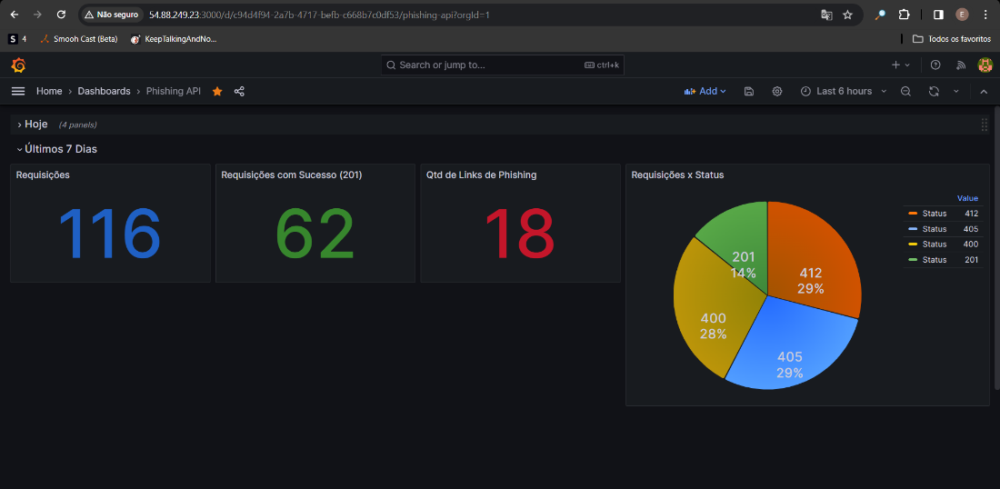 Não seguro 54.88.249.23:3000/d/c94d4f94-2a7b-4717-befb-c668b7c0df53/phishing-api?orgId=1
E
S 4 Smooh Cast (Beta) KeepTalkingAndNo... Todos os favoritos
Search or jump to... ctrl+k
Home > Dashboards > Phishing API Add Last 6 hours
Hoje (4 panels)
Últimos 7 Dias
Requisições
116
Requisições com Sucesso (201)
62
Qtd de Links de Phishing
18
Requisições x Status
201
14%
412
29%
400
28%
405
29%
Value
Status 412
Status 405
Status 400
Status 201